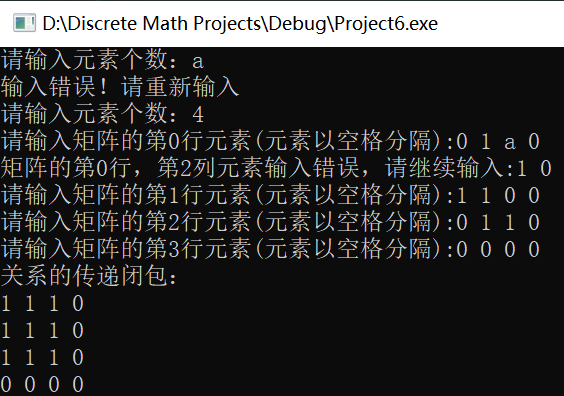 D:\Discrete Math Projects\Debug\Project6.exe
请输入元素个数：a
输入错误！请重新输入
请输入元素个数：4
请输入矩阵的第0行元素(元素以空格分隔):0 1 a 0
矩阵的第0行，第2列元素输入错误，请继续输入:1 0
请输入矩阵的第1行元素(元素以空格分隔):1 1 0 0
请输入矩阵的第2行元素(元素以空格分隔):0 1 1 0
请输入矩阵的第3行元素(元素以空格分隔):0 0 0 0
关系的传递闭包：
1 1 1 0
1 1 1 0
1 1 1 0
0 0 0 0